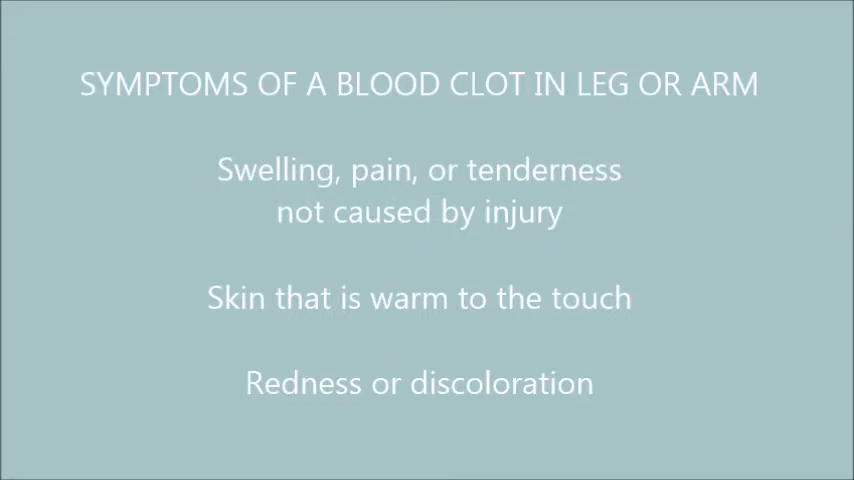 SYMPTOMS OF A BLOOD CLOT IN LEG OR ARM
Swelling, pain, or tenderness
not caused by injury
Skin that is warm to the touch
Redness or discoloration